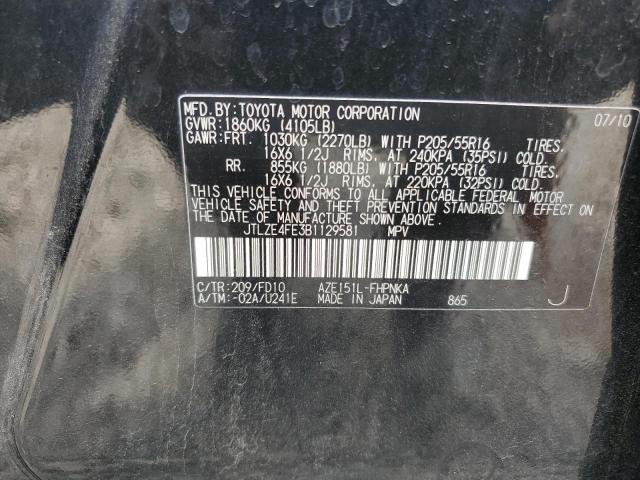 MFD.BY:TOYOTA MOTOR CORPORATION 07/10
GVWR:1860KG (4105LB)
GAWR:FRT. 1030KG (2270LB) WITH P205/55R16 TIRES.
16X6 1/2J RIMS. AT 240KPA (35PSI) COLD.
RR. 855KG (1880LB) WITH P205/55R16 TIRES.
16X6 1/2J RIMS. AT 220KPA (32PSI) COLD.
THIS VEHICLE CONFORMS TO ALL APPLICABLE FEDERAL MOTOR
VEHICLE SAFETY AND THEFT PREVENTION STANDARDS IN EFFECT ON
THE DATE OF MANUFACTURE SHOWN ABOVE.
JTLZE4FE3B1129581 MPV
C/TR:209/FD10 AZE151L-FHPNKA
A/TM:-02A/U241E MADE IN JAPAN 865 J